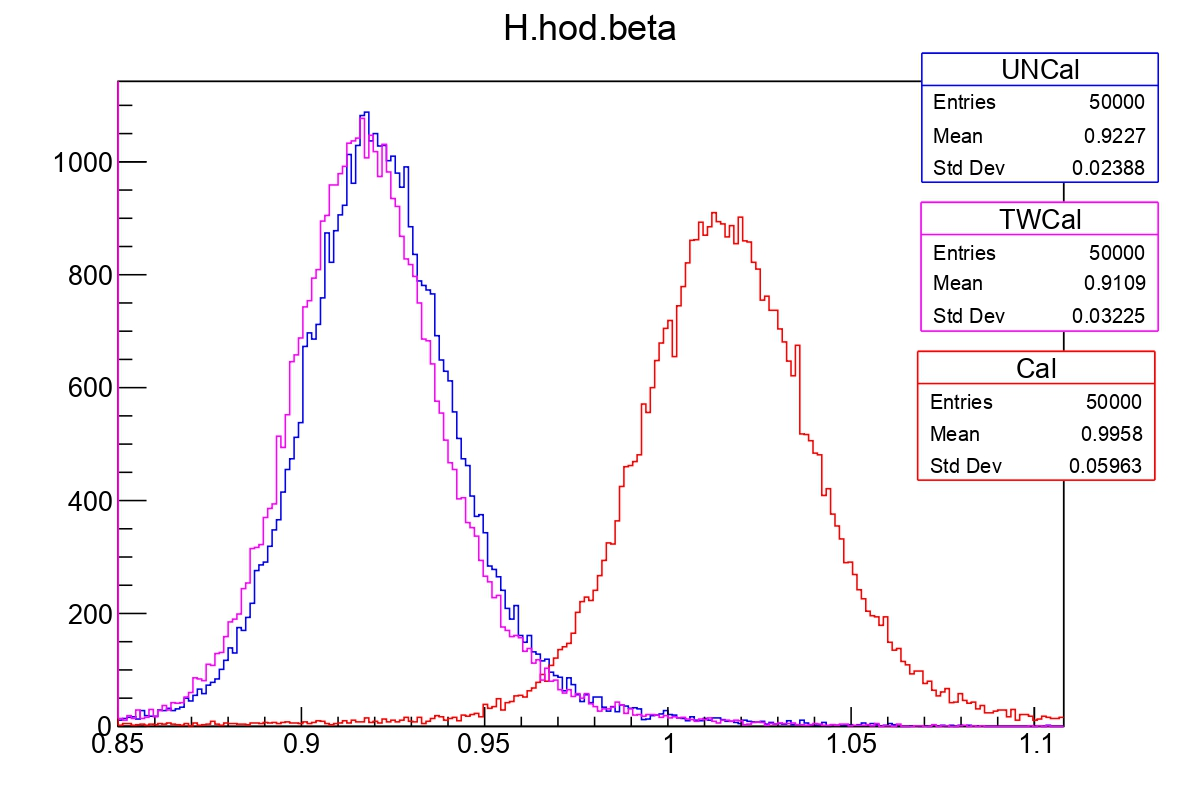 H.hod.beta
UNCal
Entries 50000
Mean 0.9227
Std Dev 0.02388
TWCal
Entries 50000
Mean 0.9109
Std Dev 0.03225
Cal
Entries 50000
Mean 0.9958
Std Dev 0.05963
1000
800
600
400
200
0
0.85 0.9 0.95 1 1.05 1.1